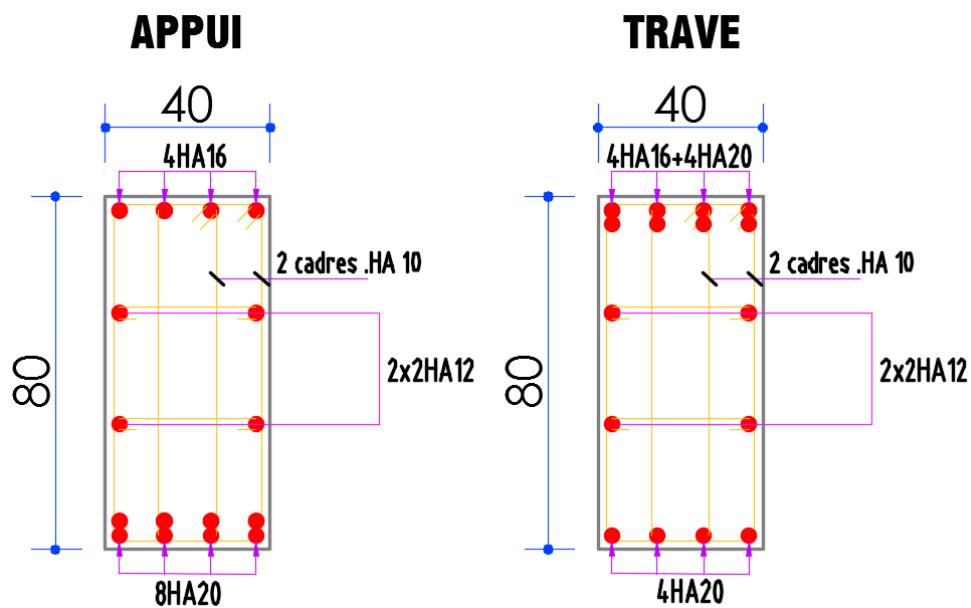 APPUI
40
4HA16
2 cadres .HA 10
80
2x2HA12
8HA20
TRAVE
40
4HA16+4HA20
2 cadres .HA 10
80
2x2HA12
4HA20